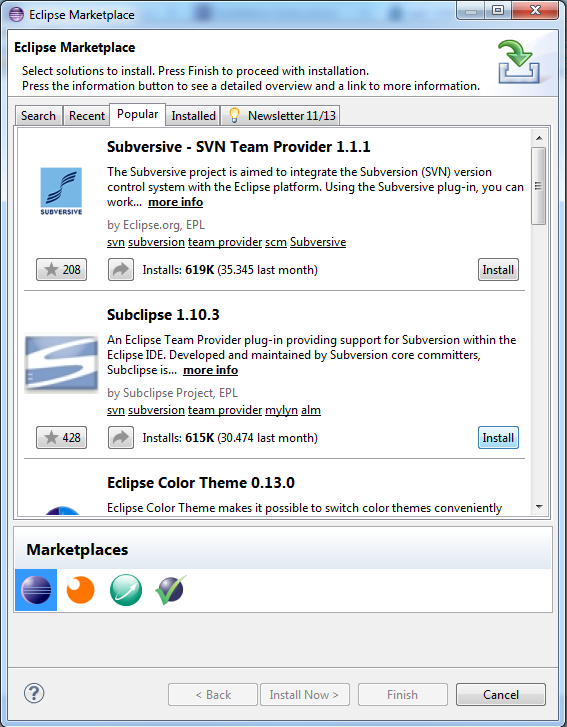 Eclipse Marketplace
Eclipse Marketplace
Select solutions to install. Press Finish to proceed with installation.
Press the information button to see a detailed overview and a link to more information.
Search Recent Popular Installed Newsletter 11/13
Subversive - SVN Team Provider 1.1.1
The Subversive project is aimed to integrate the Subversion (SVN) version
control system with the Eclipse platform. Using the Subversive plug-in, you can
work... more info
SUBVERSIVE
by Eclipse.org, EPL
svn subversion team provider scm Subversive
208 Installs: 619K (35.345 last month) Install
Subclipse 1.10.3
An Eclipse Team Provider plug-in providing support for Subversion within the
Eclipse IDE. Developed and maintained by Subversion core committers,
Subclipse is... more info
by Subclipse Project, EPL
svn subversion team provider mylyn alm
428 Installs: 615K (30.474 last month) Install
Eclipse Color Theme 0.13.0
Eclipse Color Theme makes it possible to switch color themes conveniently
Marketplaces
? < Back Install Now > Finish Cancel